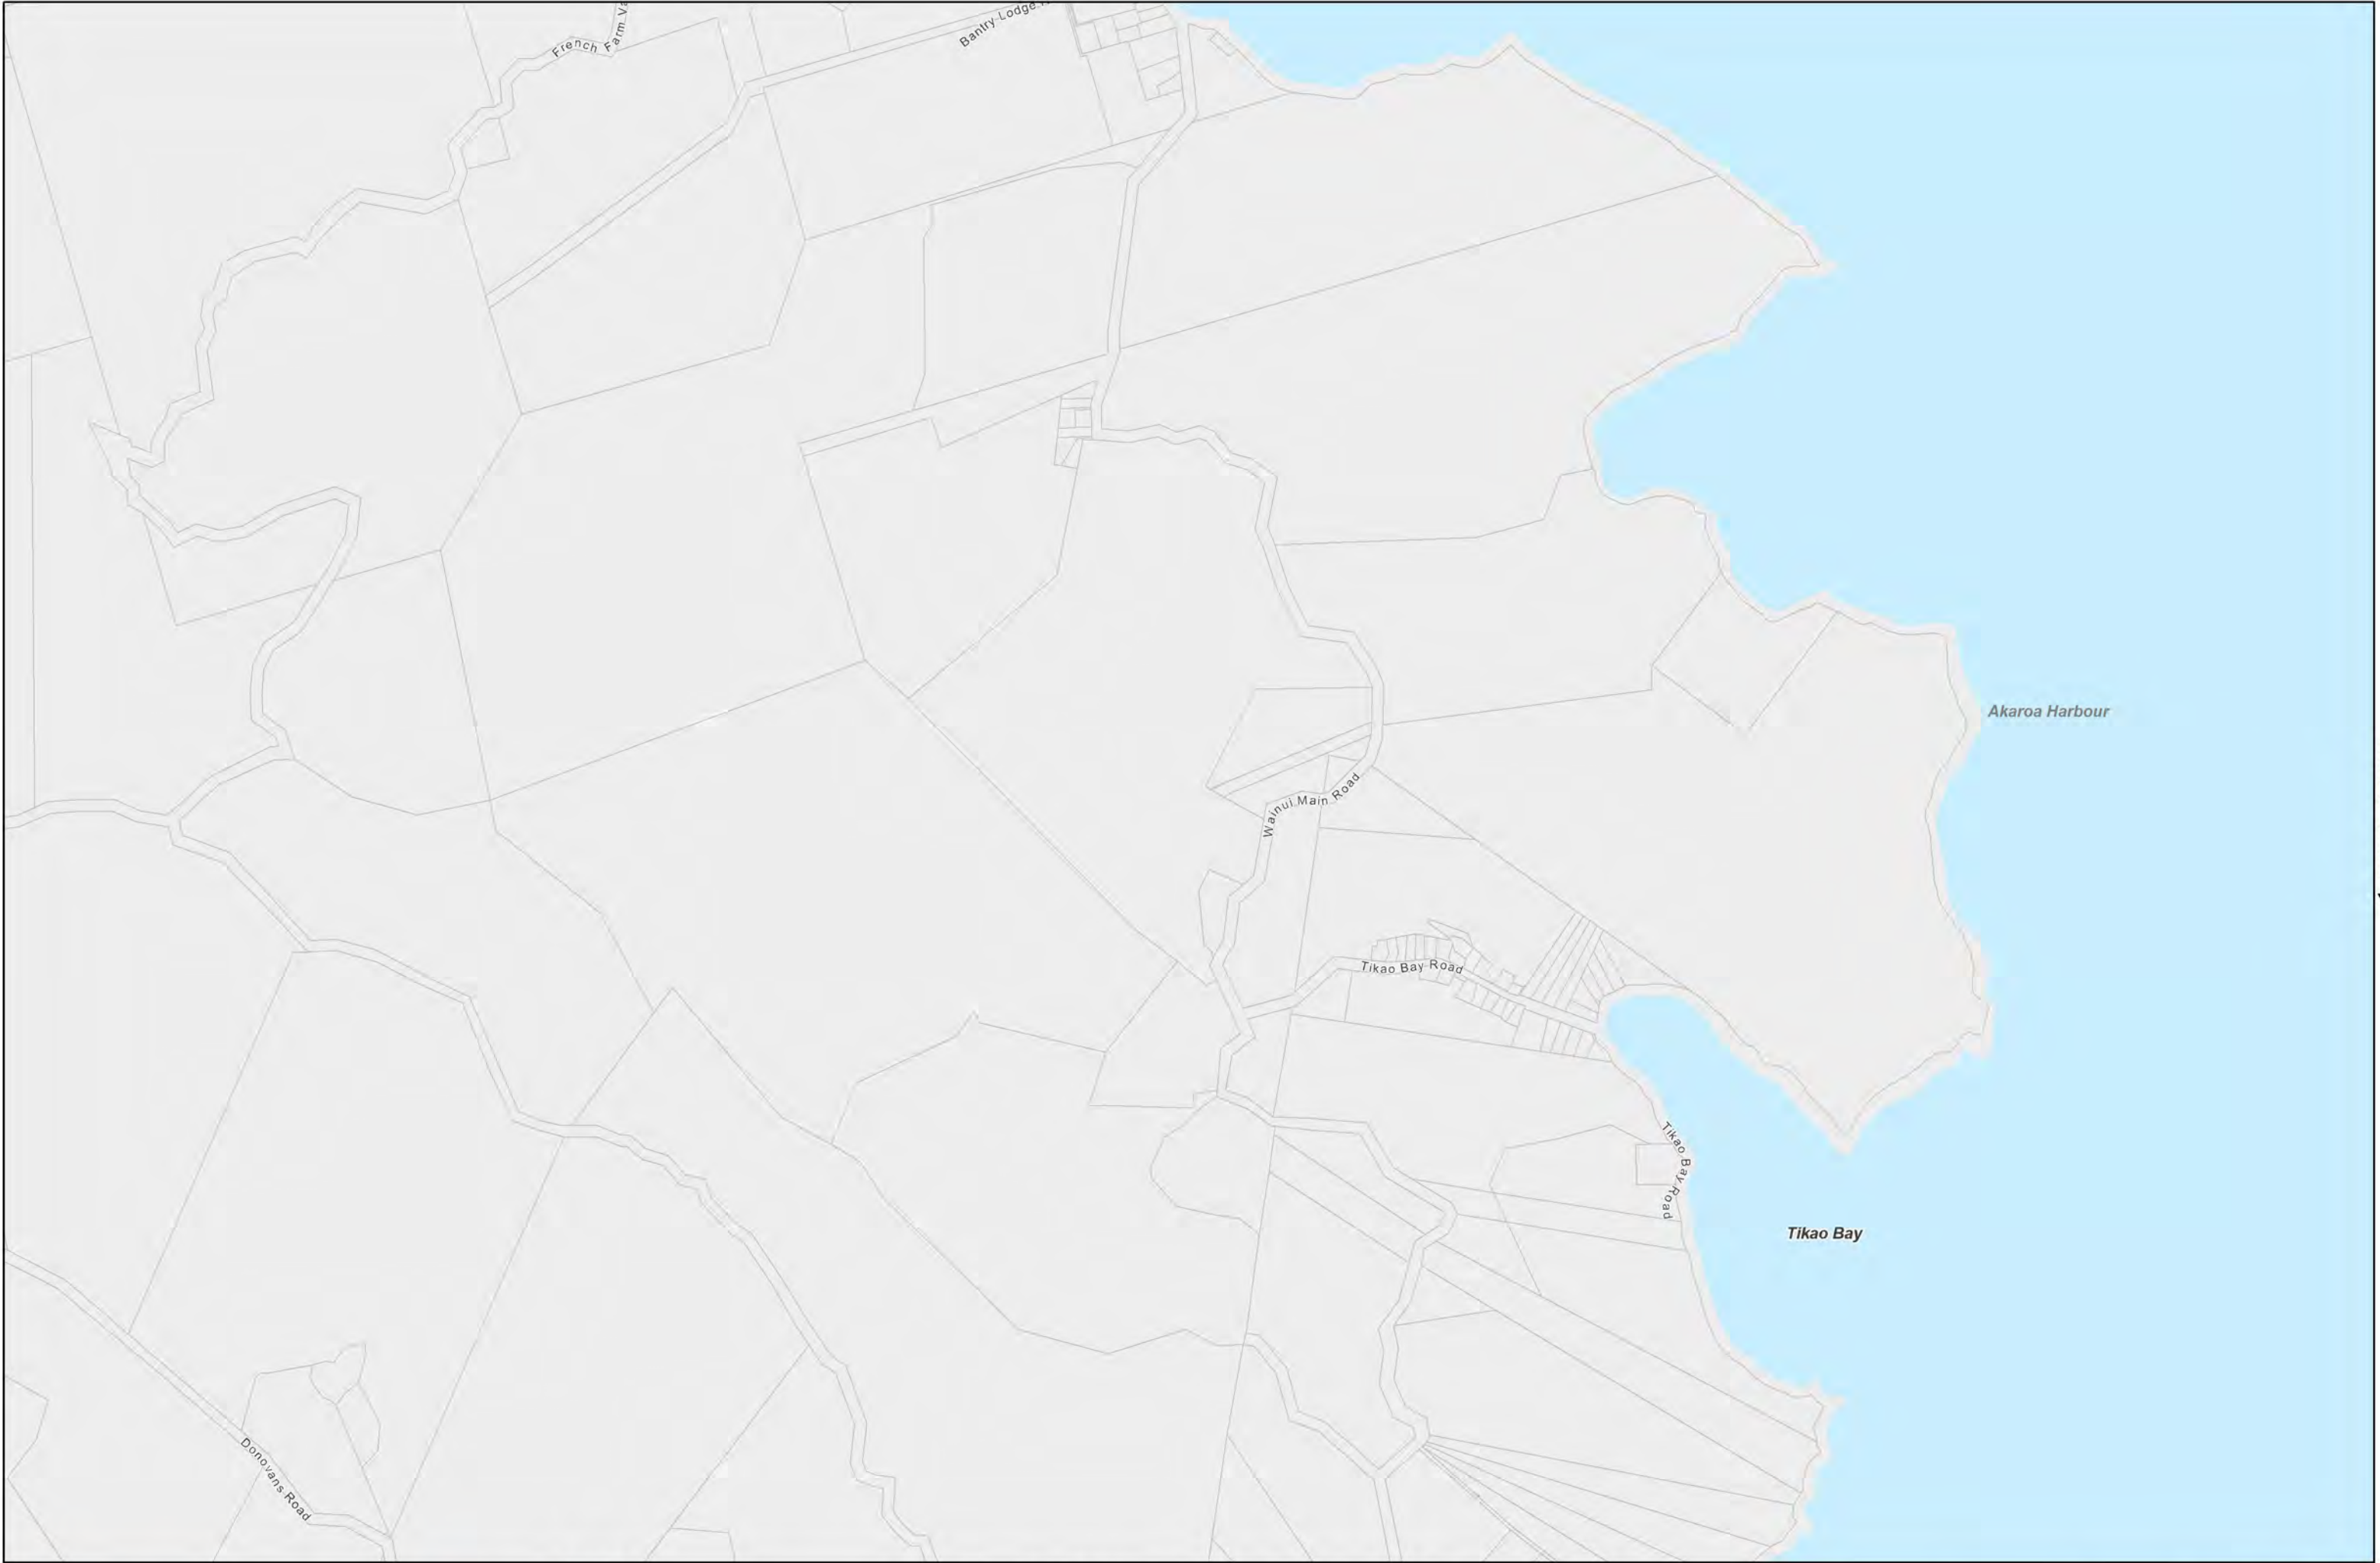 French Farm Va
Bantry Lodge
Akaroa Harbour
Wainui Main Road
Tikao Bay Road
Tikao Bay Road
Tikao Bay
Donovans Road